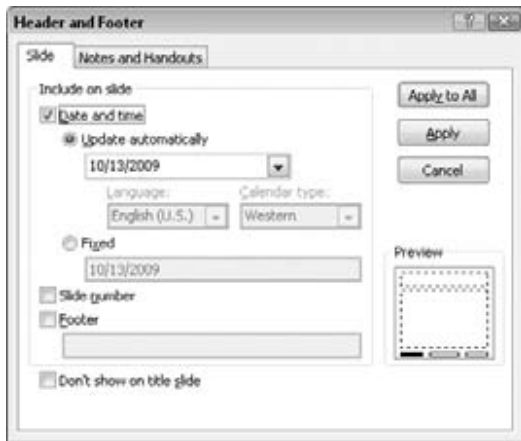 Header and Footer
Slide
Notes and Handouts
Include on slide
Date and time
Update automatically
10/13/2009
Language:
Calendar type:
English (U.S.)
Western
Fixed
10/13/2009
Slide number
Footer
Don't show on title slide
Apply to All
Apply
Cancel
Preview